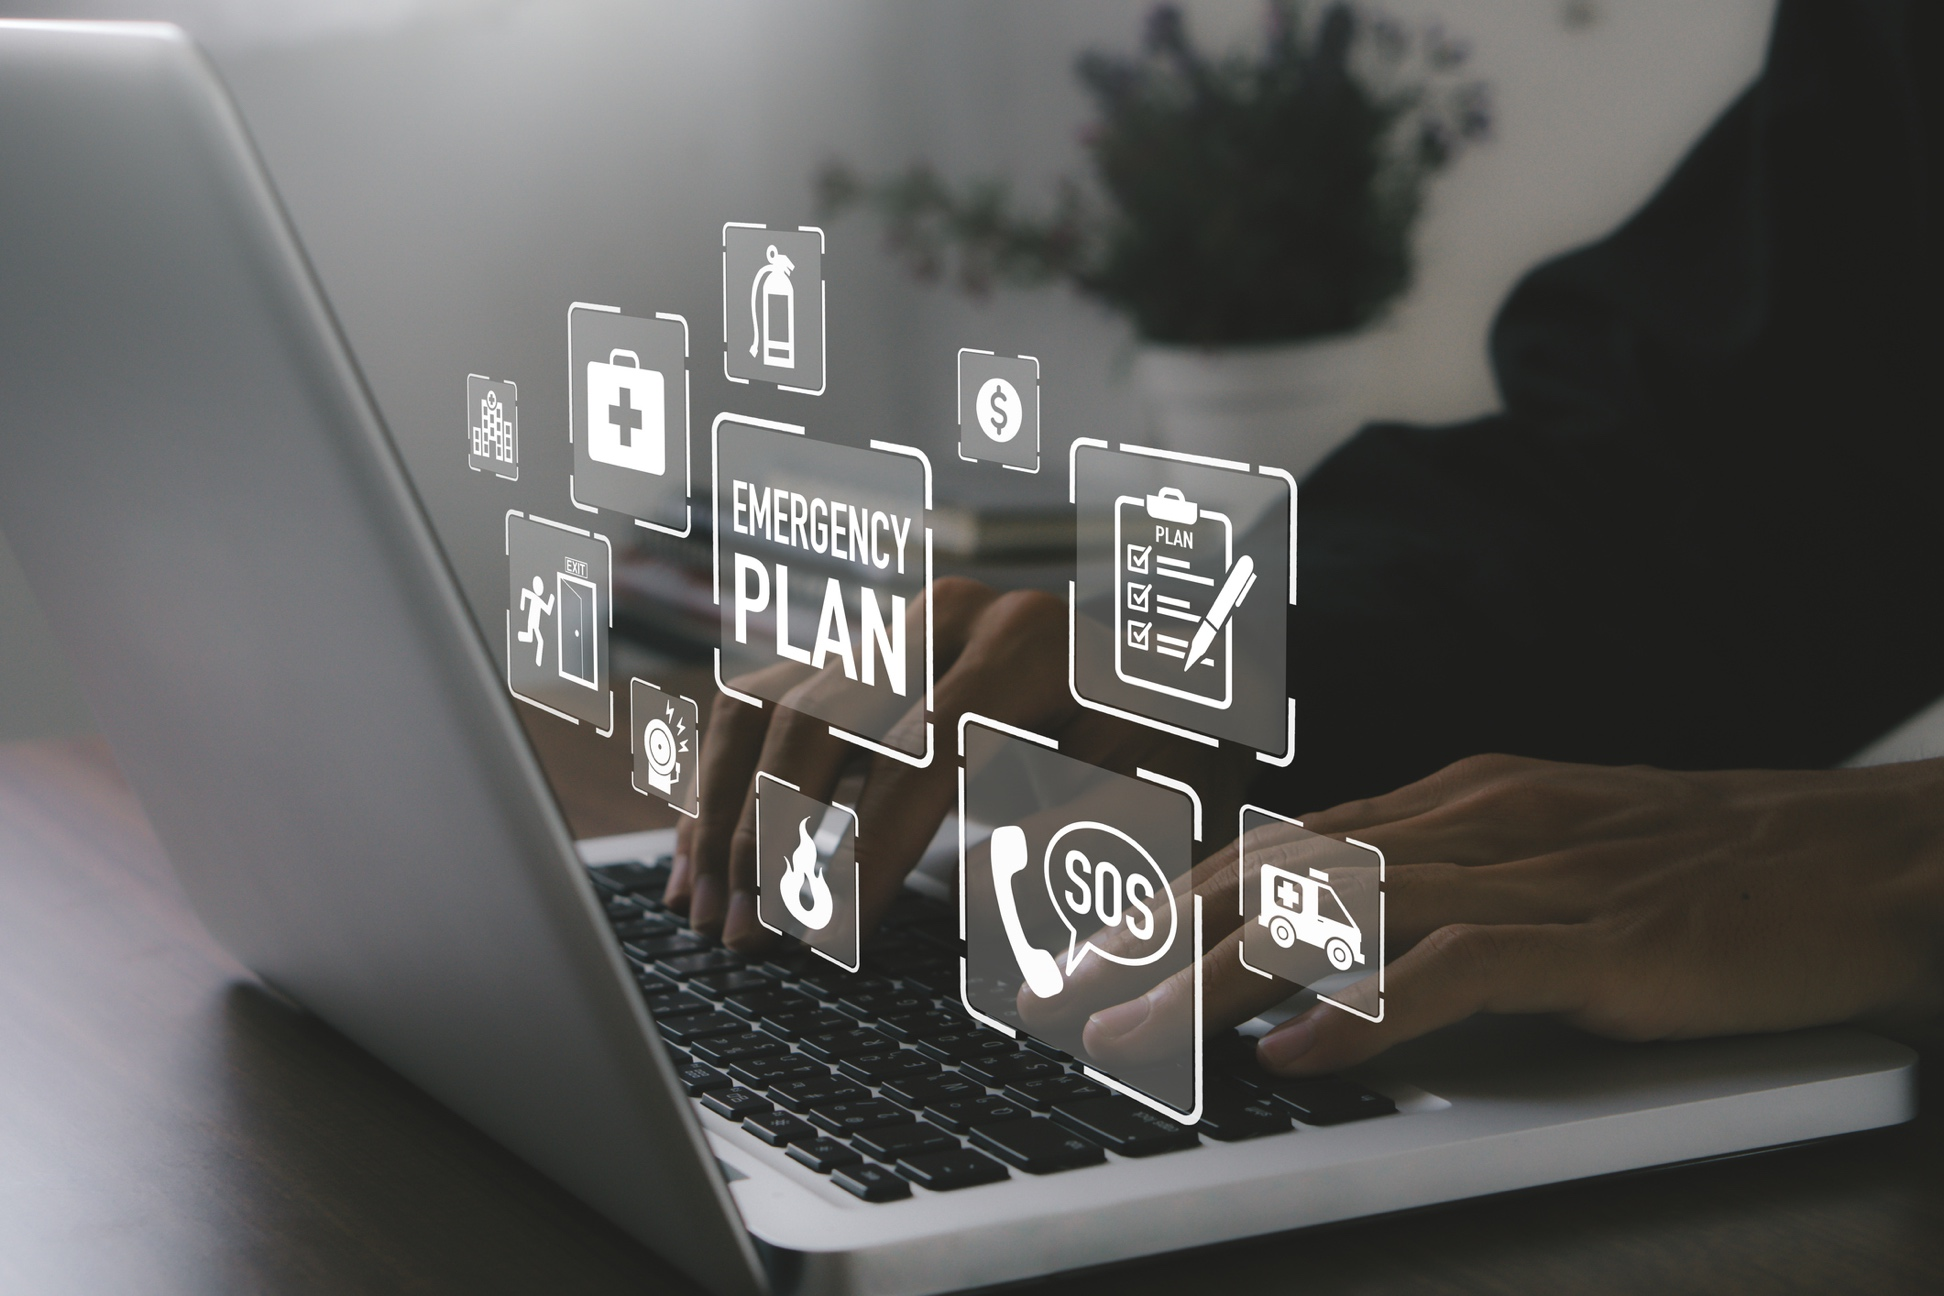 EMERGENCY
PLAN
PLAN
EXIT
SOS
$